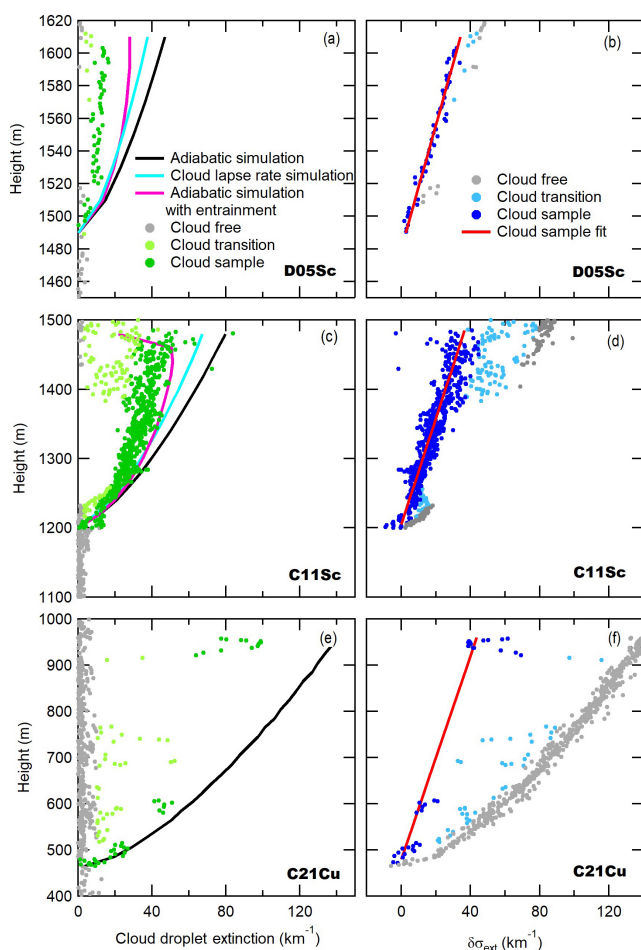 1620
1600
1580
1560
1540
1520
1500
1480
1460
Height (m)
(a)
Adiabatic simulation
Cloud lapse rate simulation
Adiabatic simulation
with entrainment
Cloud free
Cloud transition
Cloud sample
D05Sc
(b)
Cloud free
Cloud transition
Cloud sample
Cloud sample fit
D05Sc
1500
1400
1300
1200
1100
Height (m)
(c)
C11Sc
(d)
C11Sc
1000
900
800
700
600
500
400
Height (m)
(e)
C21Cu
(f)
C21Cu
0 40 80 120
Cloud droplet extinction (km⁻¹)
0 40 80 120
δσext (km⁻¹)